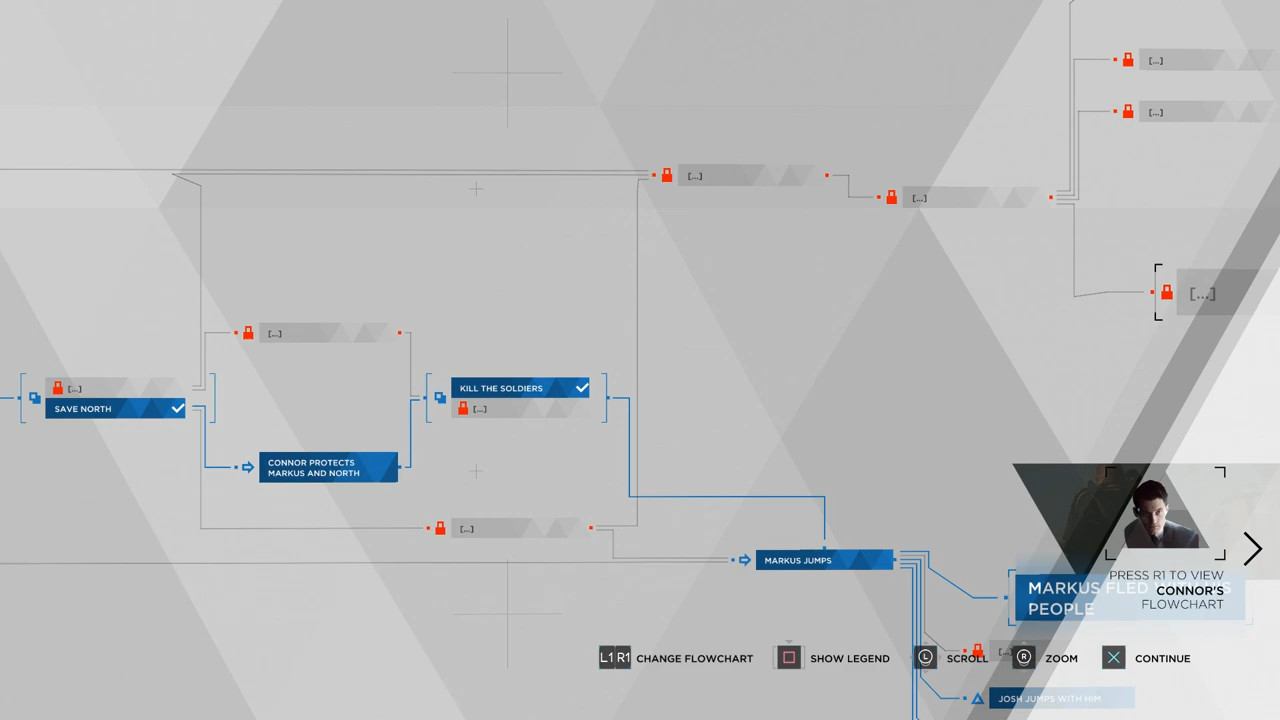 [...]
[...]
[...]
[...]
[...]
[...]
[...]
SAVE NORTH
KILL THE SOLDIERS
[...]
CONNOR PROTECTS
MARKUS AND NORTH
[...]
MARKUS JUMPS
MARKUS FLED
PEOPLE
PRESS R1 TO VIEW
CONNOR'S
FLOWCHART
[...]
JOSH JUMPS WITH HIM
L1 R1 CHANGE FLOWCHART
SHOW LEGEND
L SCROLL
R ZOOM
CONTINUE